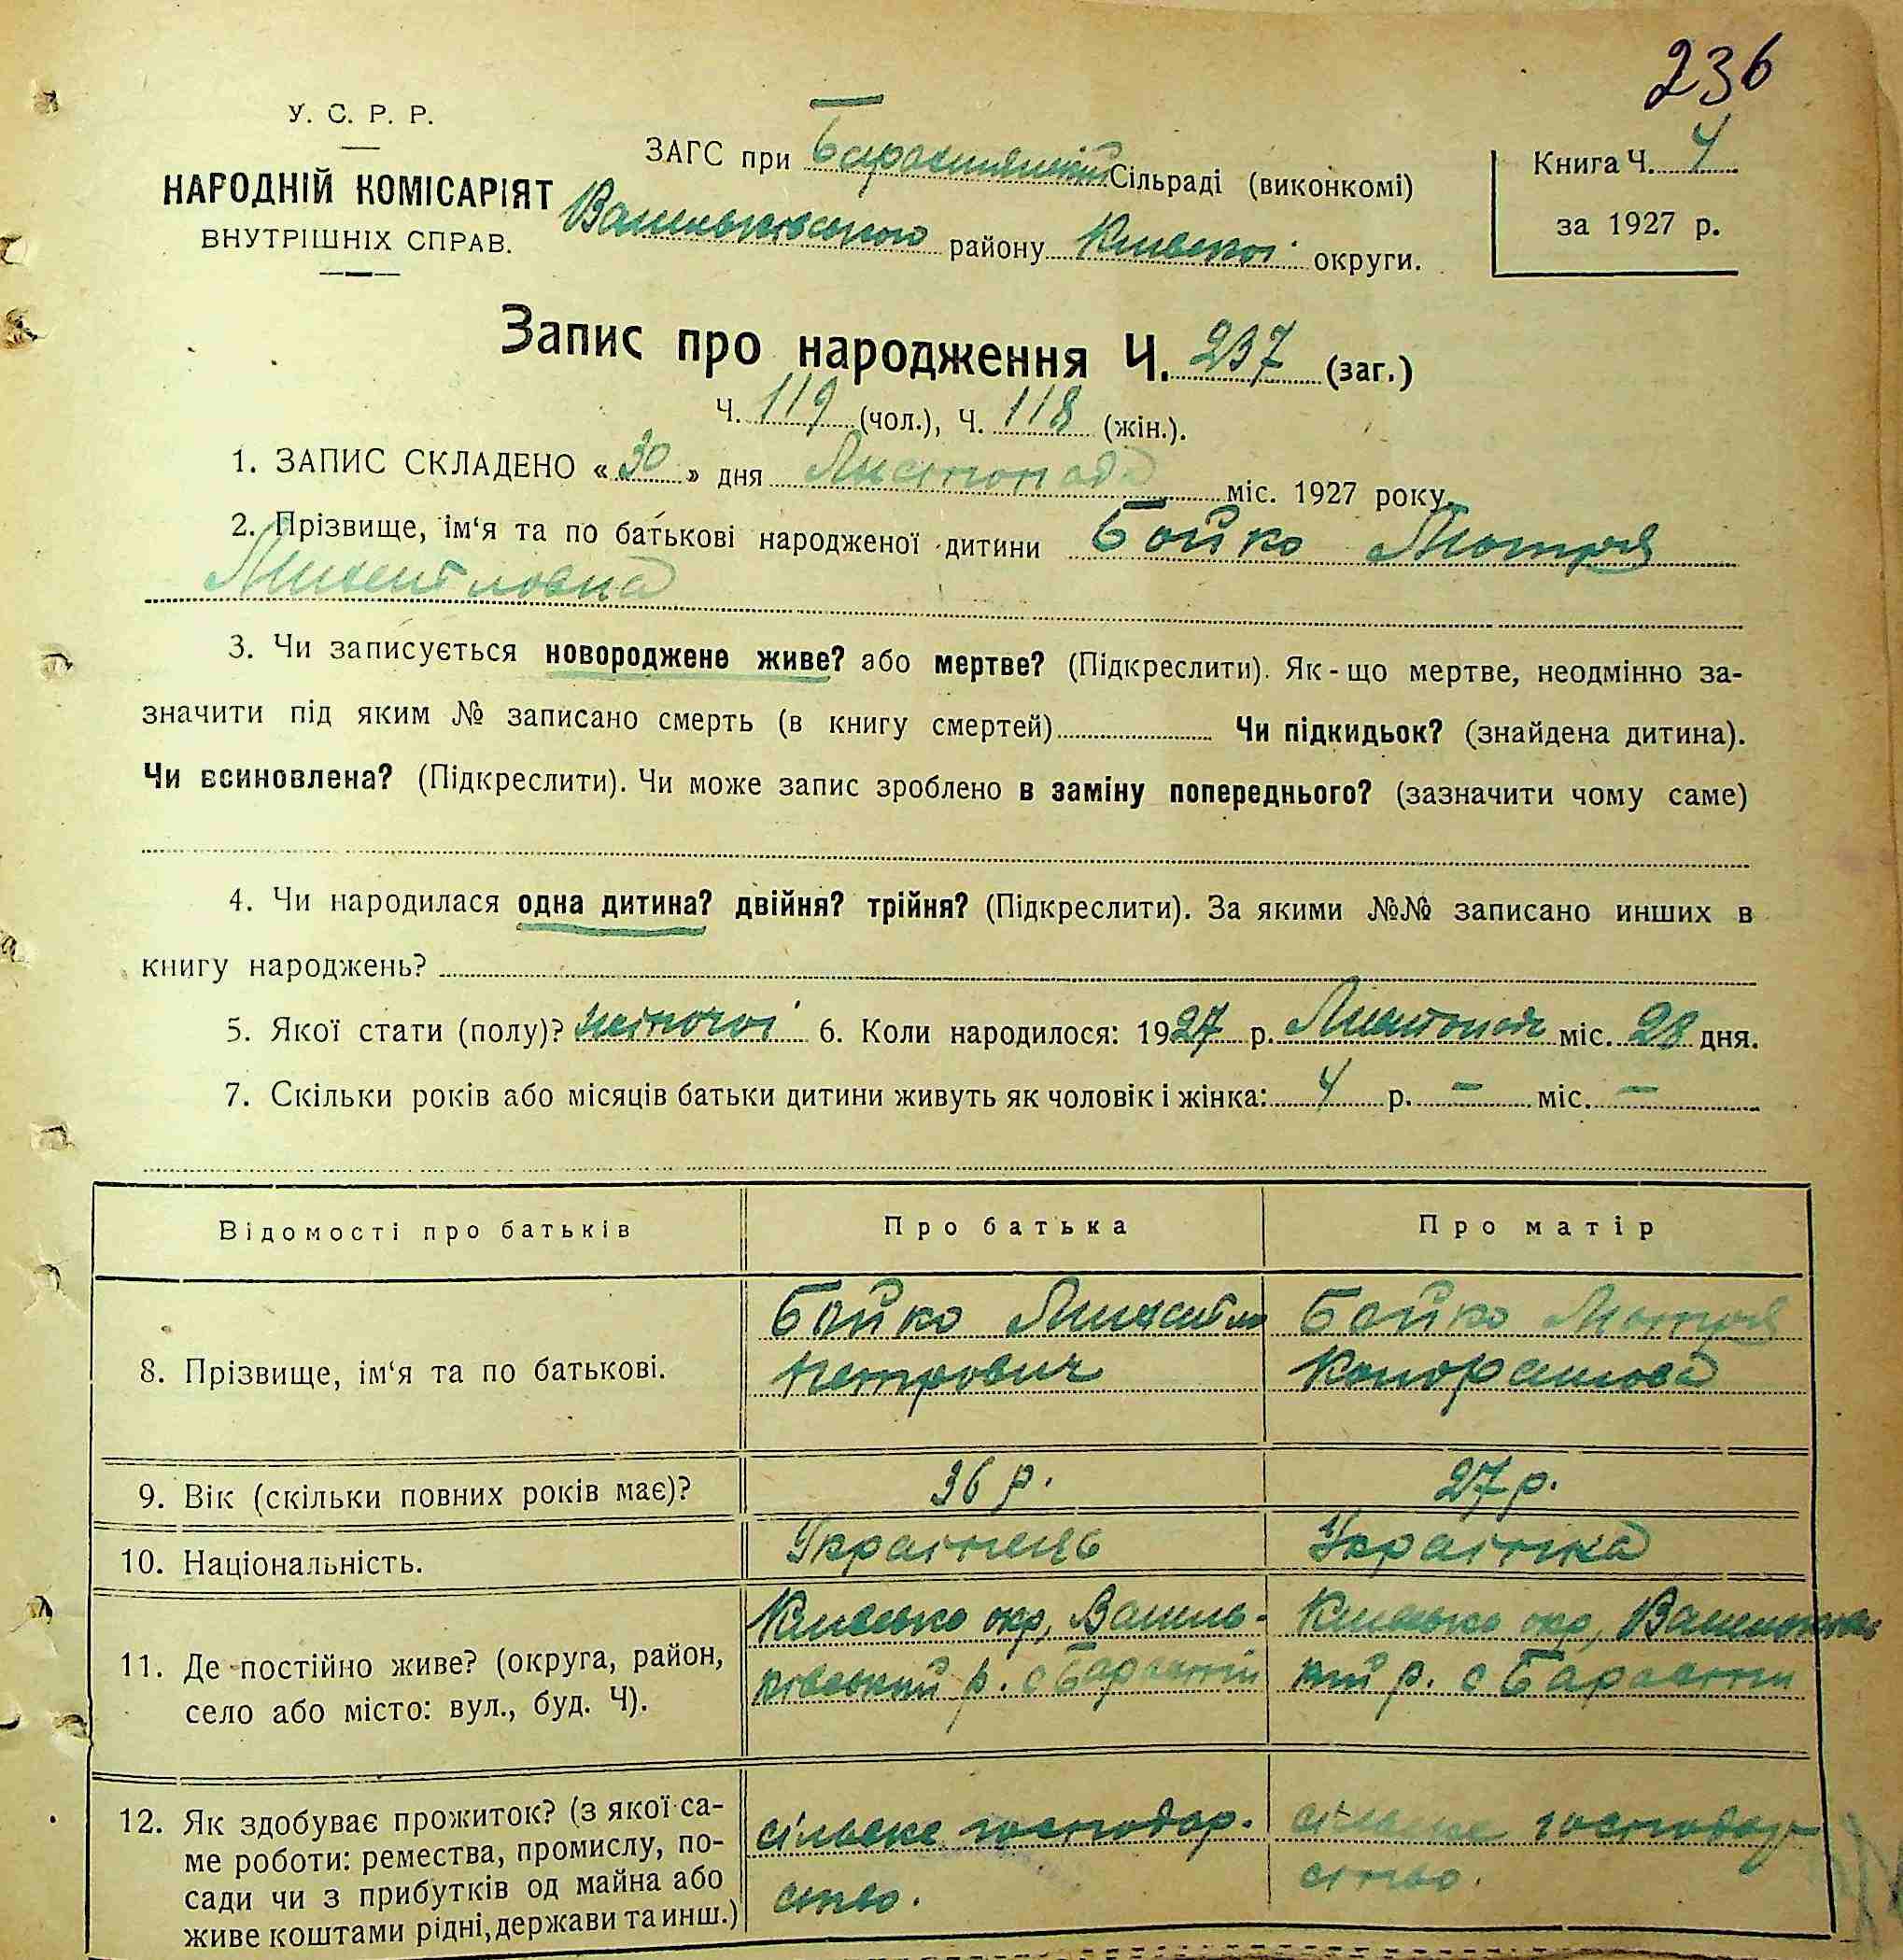 236
У. С. Р. Р.
НАРОДНІЙ КОМІСАРІЯТ
ВНУТРІШНІХ СПРАВ.
ЗАГС при Барахтянській Сільраді (виконкомі)
Васильківського району Київської округи.
Книга Ч. 4
за 1927 р.
Запис про народження Ч. 237 (заг.)
Ч. 119 (чол.), Ч. 118 (жін.).
1. ЗАПИС СКЛАДЕНО «30» дня Листопада міс. 1927 року.
2. Прізвище, ім‘я та по батькові народженої дитини Бойко Мотря
Михайловна
3. Чи записується новороджене живе? або мертве? (Підкреслити). Як-що мертве, неодмінно за-
значити під яким № записано смерть (в книгу смертей) Чи підкидьок? (знайдена дитина).
Чи всиновлена? (Підкреслити). Чи може запис зроблено в заміну попереднього? (зазначити чому саме)
4. Чи народилася одна дитина? двійня? трійня? (Підкреслити). За якими №№ записано инших в
книгу народжень?
5. Якої стати (полу)? жіночої 6. Коли народилося: 1927 р. Листопада міс. 28 дня.
7. Скільки років або місяців батьки дитини живуть як чоловік і жінка: 4 р. — міс. —
Відомості про батьків
Про батька
Про матір
8. Прізвище, ім‘я та по батькові.
Бойко Михайло
Петрович
Бойко Мотря
Кондратова
9. Вік (скільки повних років має)?
36 р.
27 р.
10. Національність.
Українець
Українка
11. Де постійно живе? (округа, район,
село або місто: вул., буд. Ч).
Київсько окр, Василь-
ківський р. с Барахти
Київсько окр, Васильківс
кий р. с Барахти
12. Як здобуває прожиток? (з якої са-
ме роботи: ремества, промислу, по-
сади чи з прибутків од майна або
живе коштами рідні, держави та инш.)
сільське господар.
ство.
сільське господар
ство.